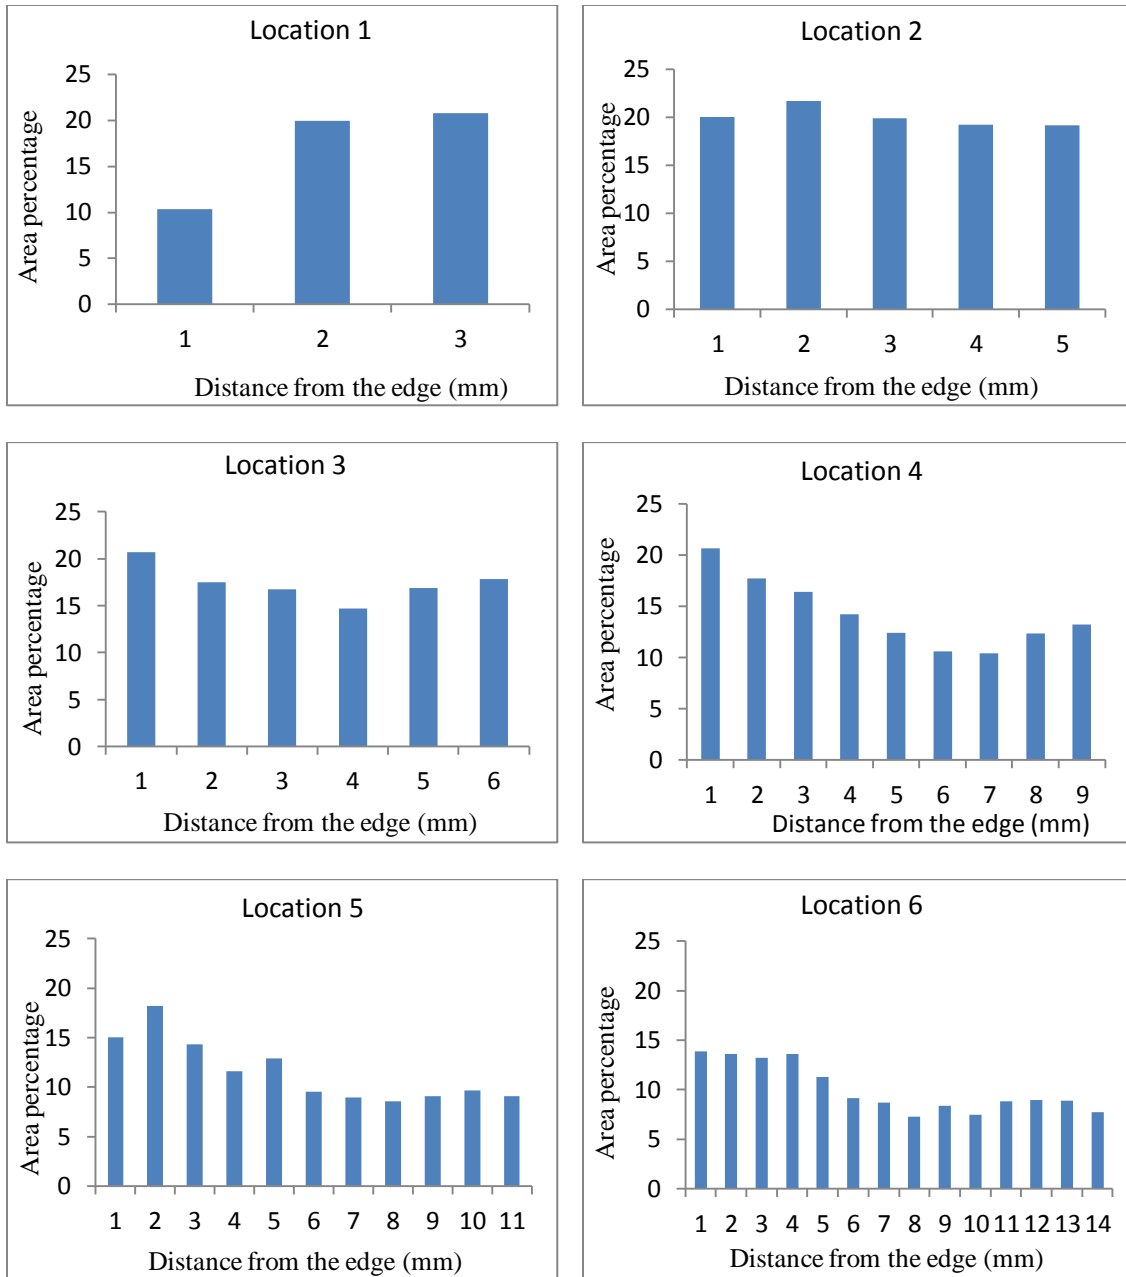 Location 1
Area percentage
25
20
15
10
5
0
1 2 3
Distance from the edge (mm)
Location 2
Area percentage
25
20
15
10
5
0
1 2 3 4 5
Distance from the edge (mm)
Location 3
Area percentage
25
20
15
10
5
0
1 2 3 4 5 6
Distance from the edge (mm)
Location 4
Area percentage
25
20
15
10
5
0
1 2 3 4 5 6 7 8 9
Distance from the edge (mm)
Location 5
Area percentage
25
20
15
10
5
0
1 2 3 4 5 6 7 8 9 10 11
Distance from the edge (mm)
Location 6
Area percentage
25
20
15
10
5
0
1 2 3 4 5 6 7 8 9 10 11 12 13 14
Distance from the edge (mm)